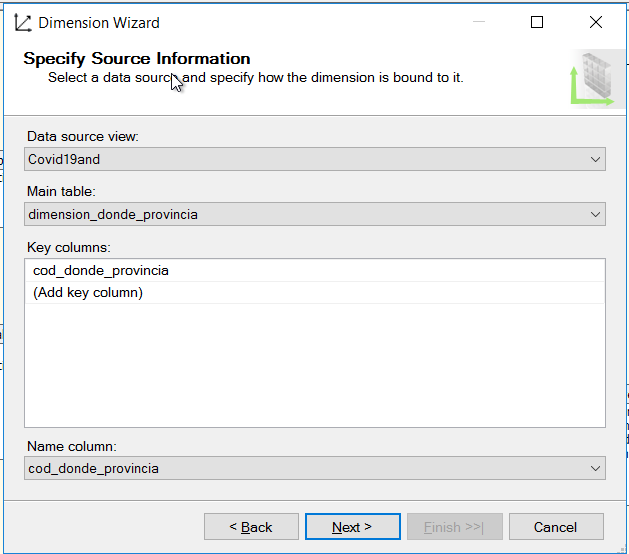 Dimension Wizard
Specify Source Information
Select a data source and specify how the dimension is bound to it.
Data source view:
Covid19and
Main table:
dimension_donde_provincia
Key columns:
cod_donde_provincia
(Add key column)
Name column:
cod_donde_provincia
< Back
Next >
Finish >>|
Cancel